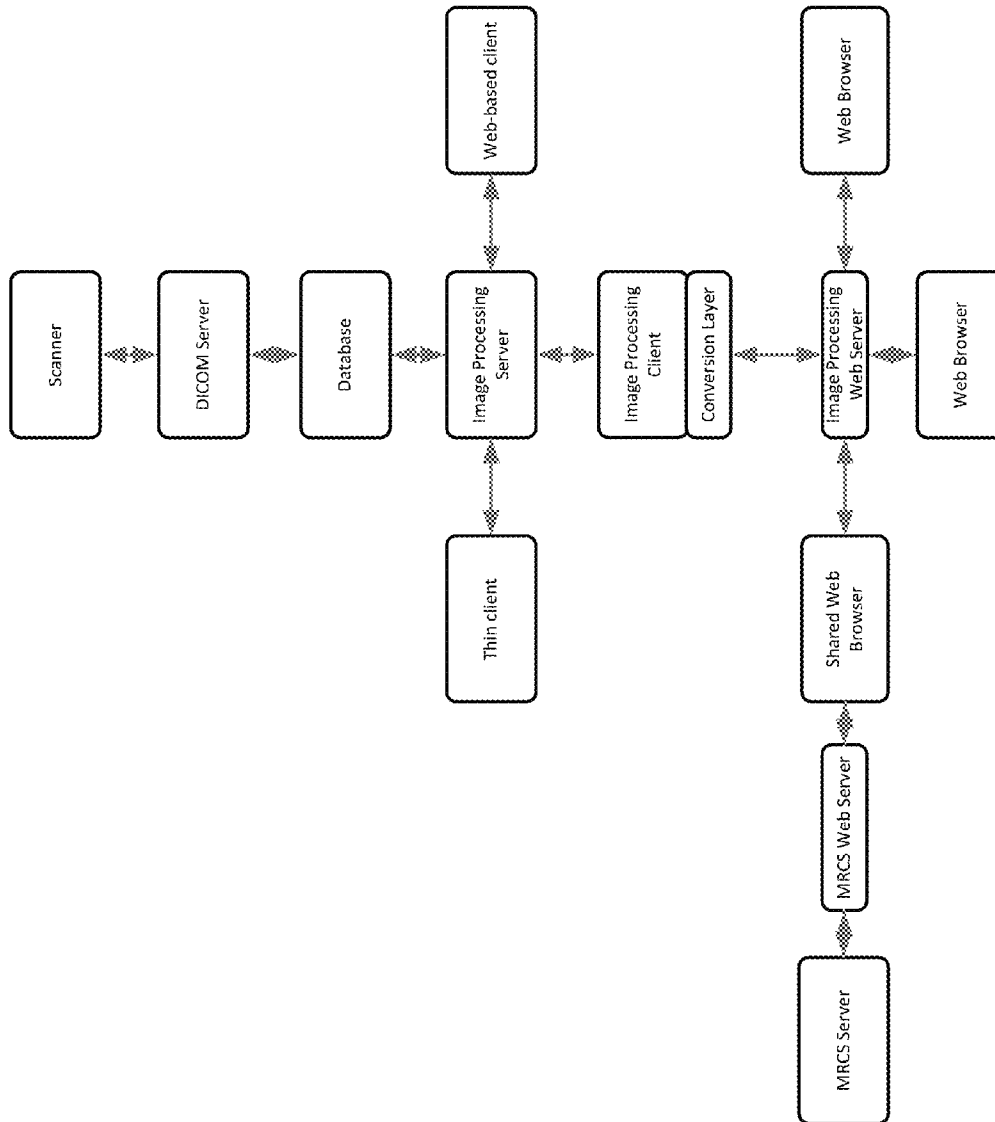 Scanner
DICOM Server
Database
Image Processing
Server
Web-based client
Thin client
Image Processing
Client
Conversion Layer
Image Processing
Web Server
Web Browser
Web Browser
Shared Web
Browser
MRCS Web Server
MRCS Server